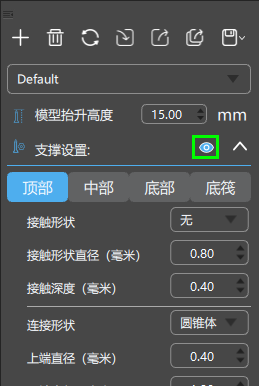 Default
模型抬升高度 15.00 mm
支撑设置:
顶部 中部 底部 底筏
接触形状 无
接触形状直径（毫米） 0.80
接触深度（毫米） 0.40
连接形状 圆锥体
上端直径（毫米） 0.40